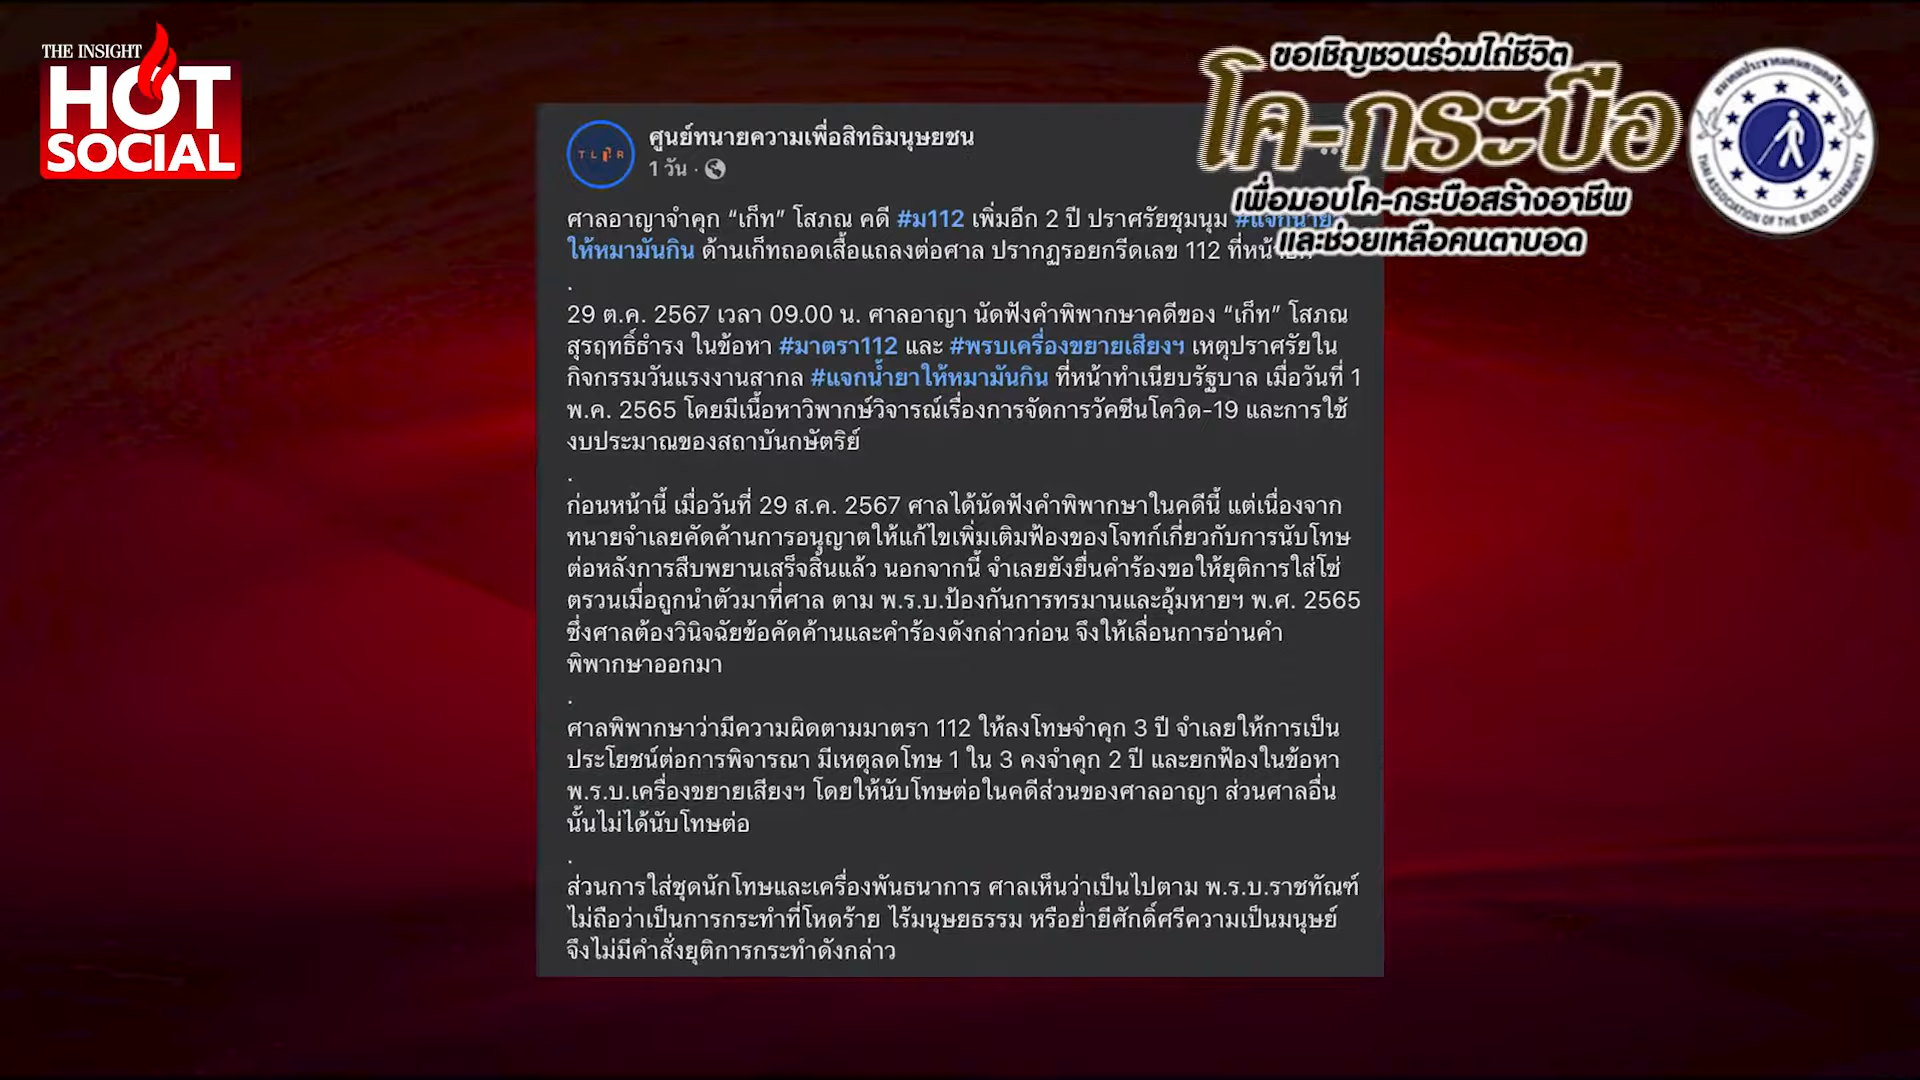 THE INSIGHT
HOT
SOCIAL
ขอเชิญชวนร่วมไถ่ชีวิต
โค-กระบือ
เพื่อมอบโค-กระบือสร้างอาชีพ
และช่วยเหลือคนตาบอด
สมาคมประชาคมคนตาบอดไทย
THAI ASSOCIATION OF THE BLIND COMMUNITY
TLHR
ศูนย์ทนายความเพื่อสิทธิมนุษยชน
1 วัน ·
ศาลอาญาจำคุก “เก็ท” โสภณ คดี #ม112 เพิ่มอีก 2 ปี ปราศรัยชุมนุม #แจกน้ำยา
ให้หมามันกิน ด้านเก็ทถอดเสื้อแถลงต่อศาล ปรากฏรอยกรีดเลข 112 ที่
.
29 ต.ค. 2567 เวลา 09.00 น. ศาลอาญา นัดฟังคำพิพากษาคดีของ “เก็ท” โสภณ
สุรฤทธิ์ธำรง ในข้อหา #มาตรา112 และ #พรบเครื่องขยายเสียงฯ เหตุปราศรัยใน
กิจกรรมวันแรงงานสากล #แจกน้ำยาให้หมามันกิน ที่หน้าทำเนียบรัฐบาล เมื่อวันที่ 1
พ.ค. 2565 โดยมีเนื้อหาวิพากษ์วิจารณ์เรื่องการจัดการวัคซีนโควิด-19 และการใช้
งบประมาณของสถาบันกษัตริย์
.
ก่อนหน้านี้ เมื่อวันที่ 29 ส.ค. 2567 ศาลได้นัดฟังคำพิพากษาในคดีนี้ แต่เนื่องจาก
ทนายจำเลยคัดค้านการอนุญาตให้แก้ไขเพิ่มเติมฟ้องของโจทก์เกี่ยวกับการนับโทษ
ต่อหลังการสืบพยานเสร็จสิ้นแล้ว นอกจากนี้ จำเลยยังยื่นคำร้องขอให้ยุติการใส่โซ่
ตรวนเมื่อถูกนำตัวมาที่ศาล ตาม พ.ร.บ.ป้องกันการทรมานและอุ้มหายฯ พ.ศ. 2565
ซึ่งศาลต้องวินิจฉัยข้อคัดค้านและคำร้องดังกล่าวก่อน จึงให้เลื่อนการอ่านคำ
พิพากษาออกมา
.
ศาลพิพากษาว่ามีความผิดตามมาตรา 112 ให้ลงโทษจำคุก 3 ปี จำเลยให้การเป็น
ประโยชน์ต่อการพิจารณา มีเหตุลดโทษ 1 ใน 3 คงจำคุก 2 ปี และยกฟ้องในข้อหา
พ.ร.บ.เครื่องขยายเสียงฯ โดยให้นับโทษต่อในคดีส่วนของศาลอาญา ส่วนศาลอื่น
นั้นไม่ได้นับโทษต่อ
.
ส่วนการใส่ชุดนักโทษและเครื่องพันธนาการ ศาลเห็นว่าเป็นไปตาม พ.ร.บ.ราชทัณฑ์
ไม่ถือว่าเป็นการกระทำที่โหดร้าย ไร้มนุษยธรรม หรือย่ำยีศักดิ์ศรีความเป็นมนุษย์
จึงไม่มีคำสั่งยุติการกระทำดังกล่าว